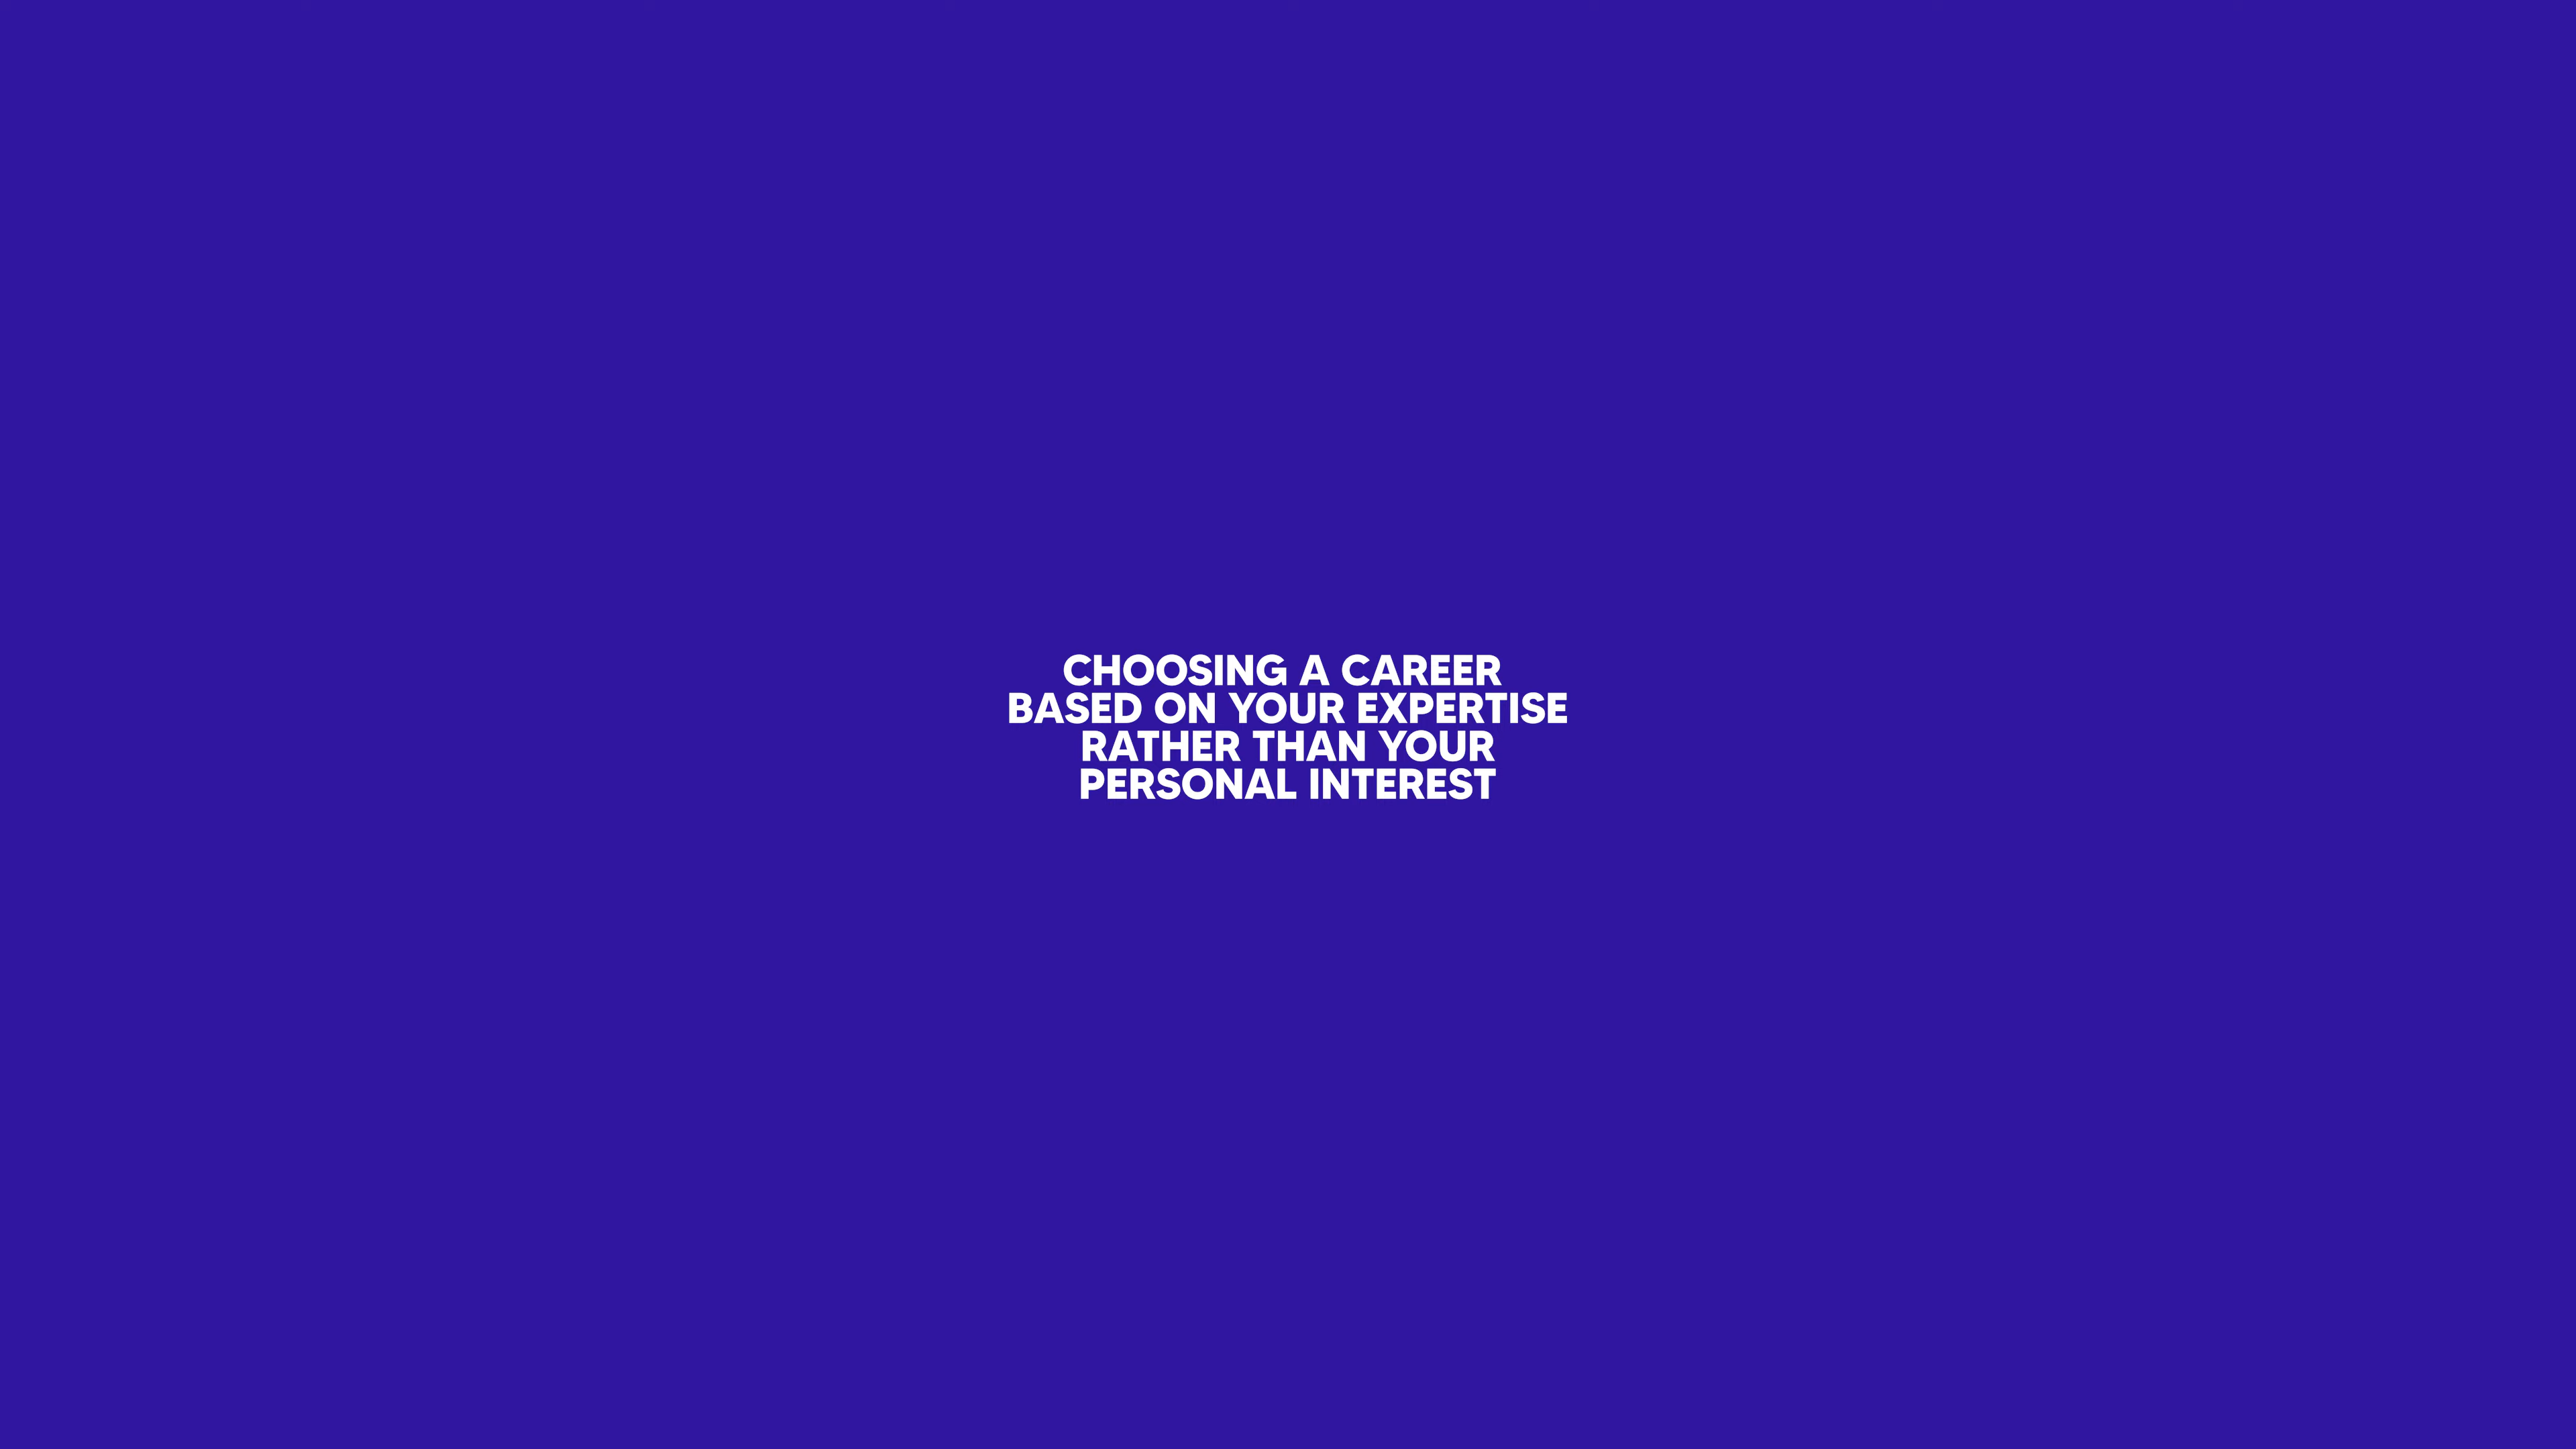 CHOOSING A CAREER
BASED ON YOUR EXPERTISE
RATHER THAN YOUR
PERSONAL INTEREST